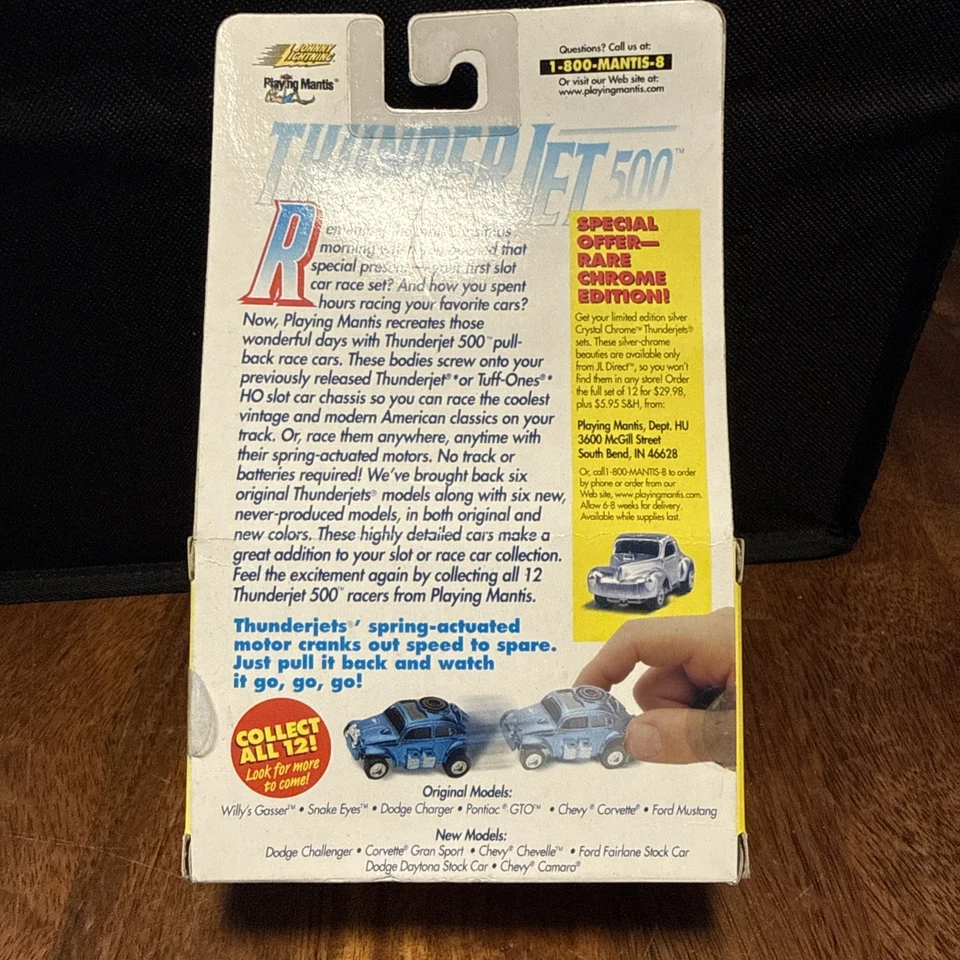 JOHNNY LIGHTNING
Playing Mantis®
Questions? Call us at:
1-800-MANTIS-8
Or visit our Web site at:
www.playingmantis.com
THUNDERJET 500™
R
morning that
special present first slot
car race set? And how you spent
hours racing your favorite cars?
Now, Playing Mantis recreates those
wonderful days with Thunderjet 500™ pull-
back race cars. These bodies screw onto your
previously released Thunderjet®* or Tuff-Ones®*
HO slot car chassis so you can race the coolest
vintage and modern American classics on your
track. Or, race them anywhere, anytime with
their spring-actuated motors. No track or
batteries required! We've brought back six
original Thunderjets® models along with six new,
never-produced models, in both original and
new colors. These highly detailed cars make a
great addition to your slot or race car collection.
Feel the excitement again by collecting all 12
Thunderjet 500™ racers from Playing Mantis.
SPECIAL
OFFER—
RARE
CHROME
EDITION!
Get your limited edition silver
Crystal Chrome™ Thunderjets®
sets. These silver-chrome
beauties are available only
from JL Direct™, so you won't
find them in any store! Order
the full set of 12 for $29.98,
plus $5.95 S&H, from:
Playing Mantis, Dept. HU
3600 McGill Street
South Bend, IN 46628
Or, call1-800-MANTIS-8 to order
by phone or order from our
Web site, www.playingmantis.com.
Allow 6-8 weeks for delivery.
Available while supplies last.
Thunderjets®' spring-actuated
motor cranks out speed to spare.
Just pull it back and watch
it go, go, go!
COLLECT
ALL 12!
Look for more
to come!
Original Models:
Willy's Gasser™ • Snake Eyes™ • Dodge Charger • Pontiac® GTO™ • Chevy® Corvette® • Ford Mustang
New Models:
Dodge Challenger • Corvette® Gran Sport • Chevy® Chevelle™ • Ford Fairlane Stock Car
Dodge Daytona Stock Car • Chevy® Camaro®